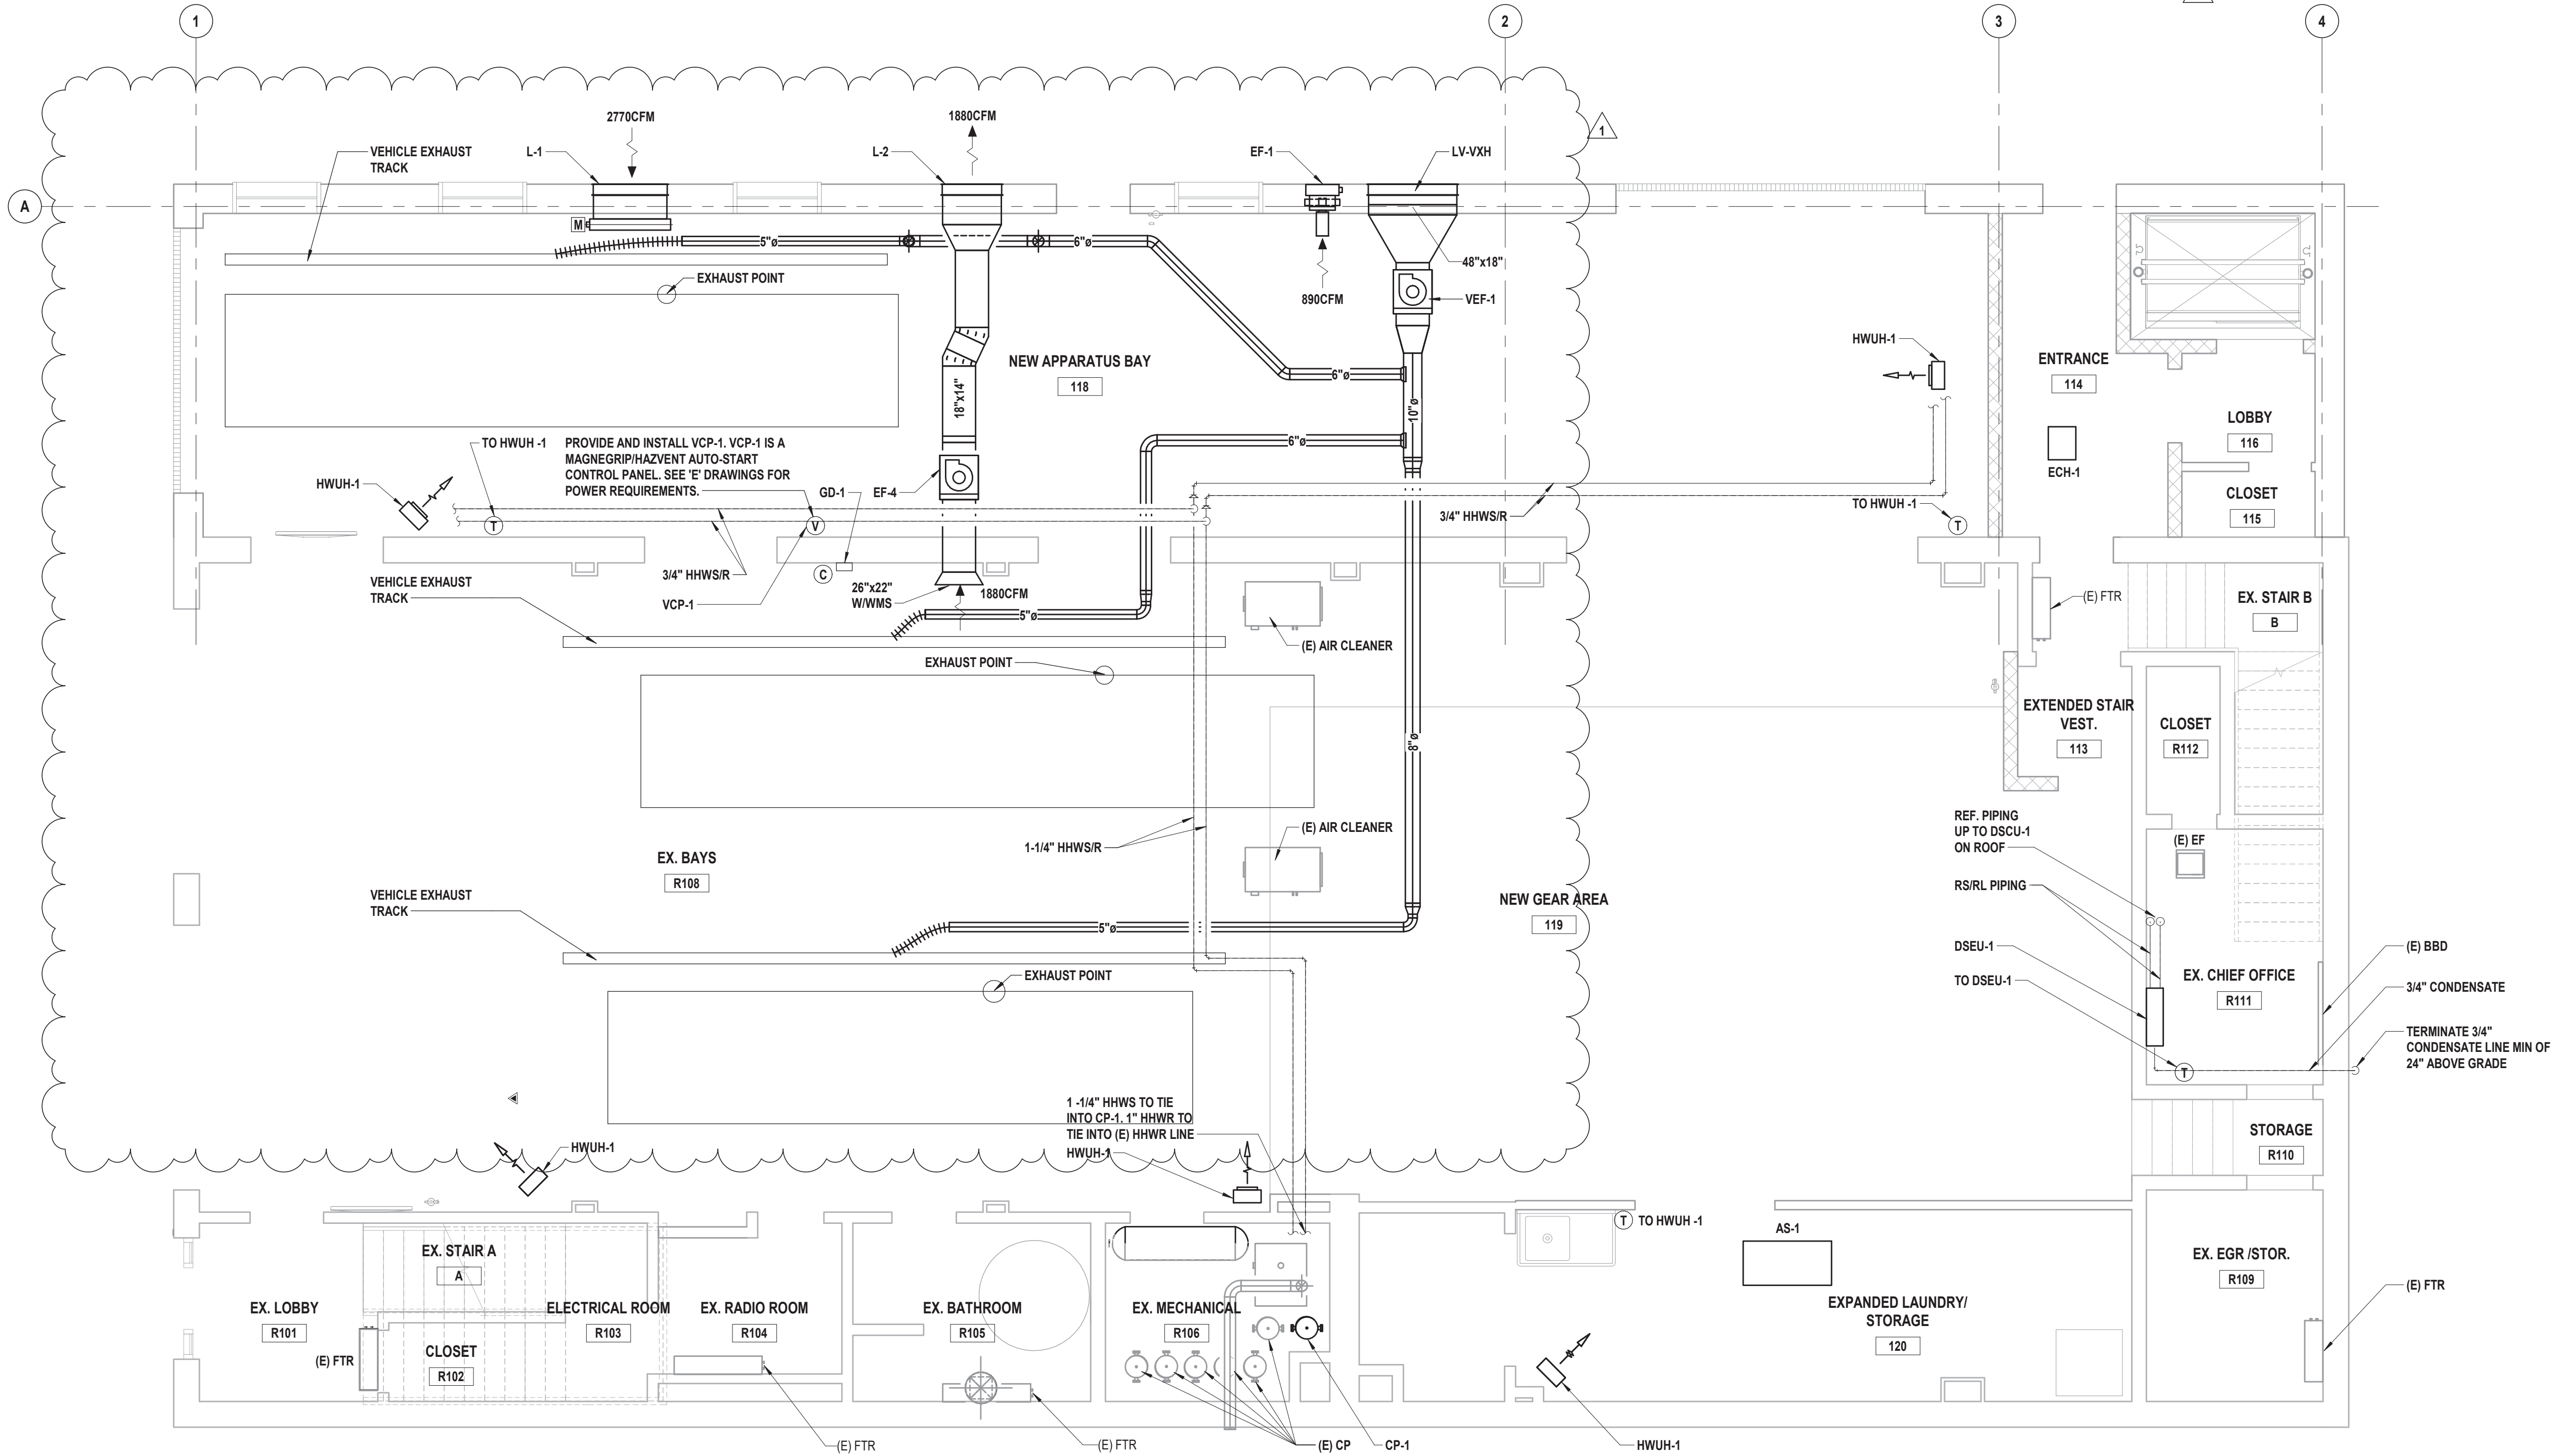 1
2
3
4
A
1
2770CFM
1880CFM
VEHICLE EXHAUST
TRACK
L-1
L-2
EF-1
LV-VXH
M
5"ø
6"ø
EXHAUST POINT
48"x18"
890CFM
VEF-1
NEW APPARATUS BAY
118
6"ø
18"x14"
10"ø
6"ø
HWUH-1
ENTRANCE
114
LOBBY
116
ECH-1
CLOSET
115
TO HWUH -1
PROVIDE AND INSTALL VCP-1. VCP-1 IS A
MAGNEGRIP/HAZVENT AUTO-START
CONTROL PANEL. SEE 'E' DRAWINGS FOR
POWER REQUIREMENTS.
HWUH-1
GD-1
EF-4
T
V
3/4" HHWS/R
TO HWUH -1
T
3/4" HHWS/R
C
VCP-1
26"x22"
W/WMS
1880CFM
VEHICLE EXHAUST
TRACK
5"ø
(E) AIR CLEANER
(E) FTR
EX. STAIR B
B
EXHAUST POINT
EXTENDED STAIR
VEST.
113
CLOSET
R112
8"ø
REF. PIPING
UP TO DSCU-1
ON ROOF
(E) EF
(E) AIR CLEANER
1-1/4" HHWS/R
EX. BAYS
R108
RS/RL PIPING
VEHICLE EXHAUST
TRACK
NEW GEAR AREA
119
5"ø
DSEU-1
(E) BBD
EXHAUST POINT
TO DSEU-1
EX. CHIEF OFFICE
R111
3/4" CONDENSATE
TERMINATE 3/4"
CONDENSATE LINE MIN OF
24" ABOVE GRADE
T
1 -1/4" HHWS TO TIE
INTO CP-1. 1" HHWR TO
TIE INTO (E) HHWR LINE
HWUH-1
HWUH-1
STORAGE
R110
T
TO HWUH -1
AS-1
EX. STAIR A
A
EX. EGR /STOR.
R109
EX. LOBBY
R101
ELECTRICAL ROOM
R103
EX. RADIO ROOM
R104
EX. BATHROOM
R105
EX. MECHANICAL
R106
EXPANDED LAUNDRY/
STORAGE
120
(E) FTR
(E) FTR
CLOSET
R102
(E) FTR
(E) FTR
(E) CP
CP-1
HWUH-1